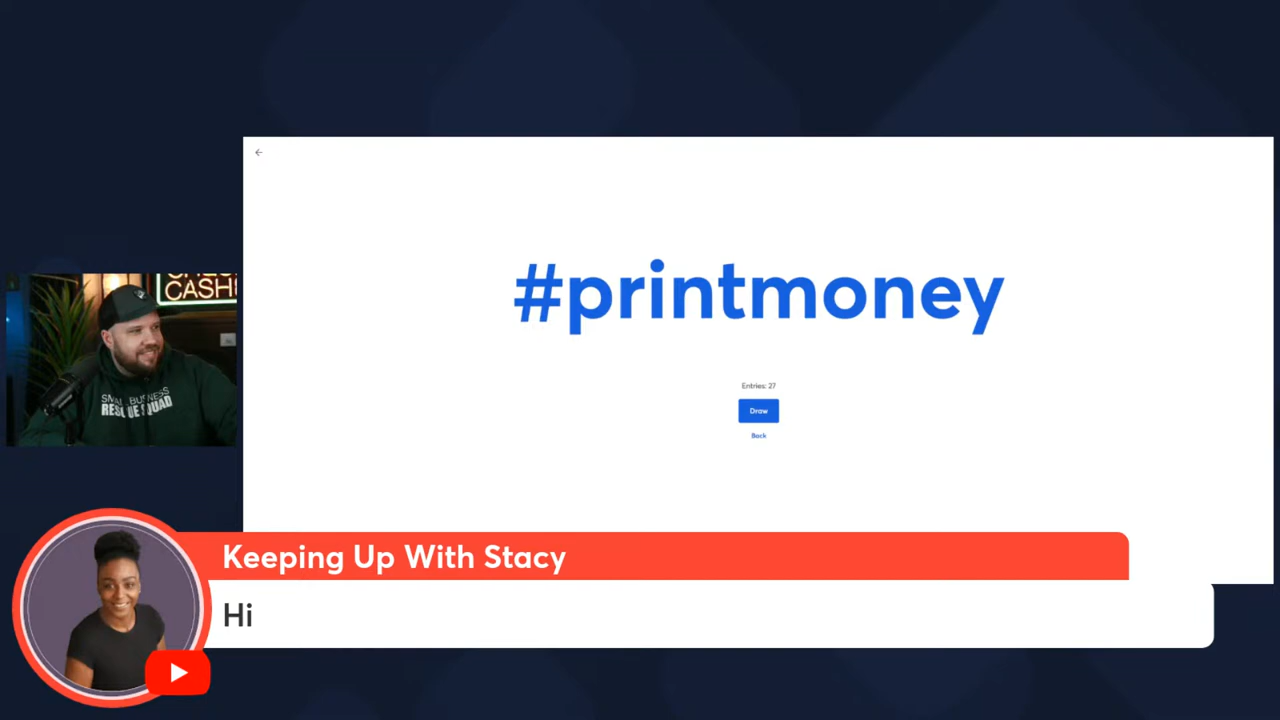 CASH
SMALL BUSINESS
RESCUE SQUAD
←
#printmoney
Entries: 27
Draw
Back
Keeping Up With Stacy
Hi